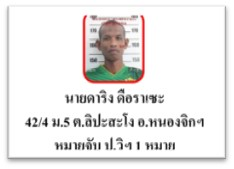 นายดาริง ดือราเซะ
42/4 ม.5 ต.ลิปะสะโง อ.หนองจิกฯ
หมายจับ ป.วิฯ 1 หมาย